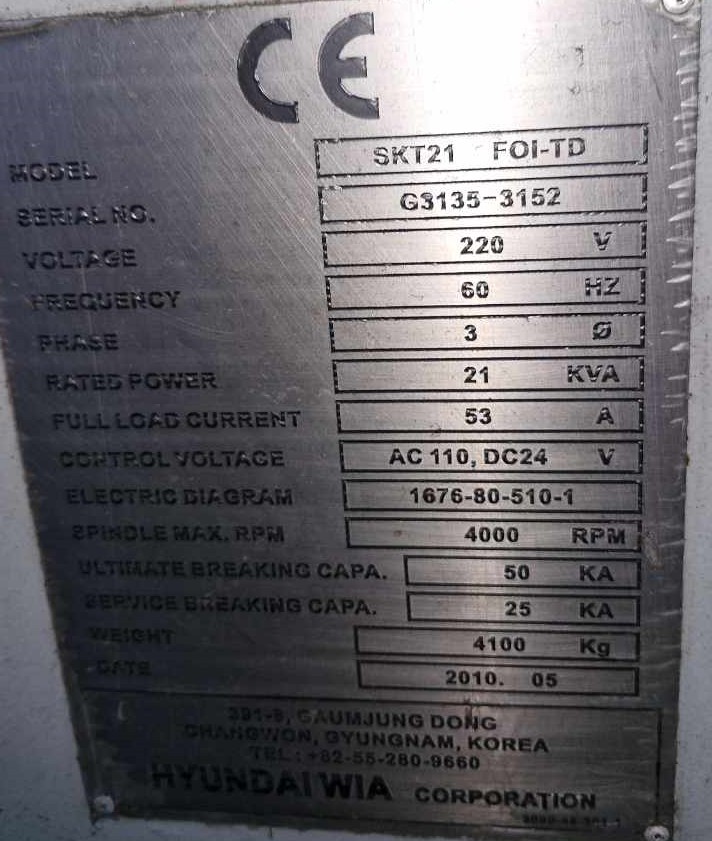 CE
MODEL SKT21 FOI-TD
SERIAL NO. G3135-3152
VOLTAGE 220 V
FREQUENCY 60 HZ
PHASE 3 Ø
RATED POWER 21 KVA
FULL LOAD CURRENT 53 A
CONTROL VOLTAGE AC 110, DC24 V
ELECTRIC DIAGRAM 1676-80-510-1
SPINDLE MAX. RPM 4000 RPM
ULTIMATE BREAKING CAPA. 50 KA
SERVICE BREAKING CAPA. 25 KA
WEIGHT 4100 Kg
DATE 2010. 05
391-8, GAUMJUNG DONG
CHANGWON, GYUNGNAM, KOREA
TEL : +82-55-280-9660
HYUNDAI WIA CORPORATION